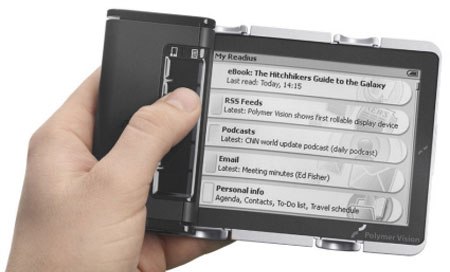 My Readius
eBook: The Hitchhikers Guide to the Galaxy
Last read: Today, 14:15
RSS Feeds
Latest: Polymer Vision shows first rollable display device
Podcasts
Latest: CNN world update podcast (daily podcast)
Email
Latest: Meeting minutes (Ed Fisher)
Personal info
Agenda, Contacts, To-Do list, Travel schedule
Polymer Vision